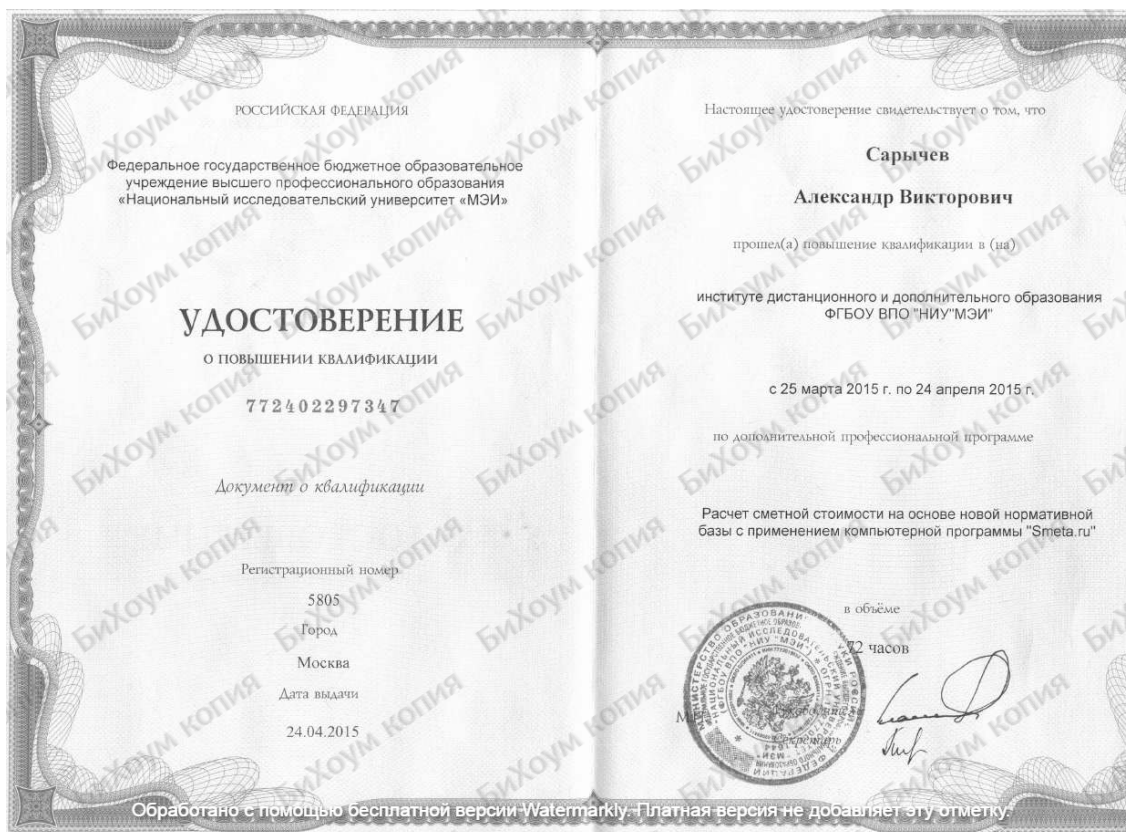 РОССИЙСКАЯ ФЕДЕРАЦИЯ
Федеральное государственное бюджетное образовательное
учреждение высшего профессионального образования
«Национальный исследовательский университет «МЭИ»
УДОСТОВЕРЕНИЕ
О ПОВЫШЕНИИ КВАЛИФИКАЦИИ
772402297347
Документ о квалификации
Регистрационный номер
5805
Город
Москва
Дата выдачи
24.04.2015
Настоящее удостоверение свидетельствует о том, что
Сарычев
Александр Викторович
прошел(а) повышение квалификации в (на)
институте дистанционного и дополнительного образования
ФГБОУ ВПО "НИУ"МЭИ"
с 25 марта 2015 г. по 24 апреля 2015 г.
по дополнительной профессиональной программе
Расчет сметной стоимости на основе новой нормативной
базы с применением компьютерной программы "Smeta.ru"
в объёме
72 часов
Секретарь
БиХоум копия
Обработано с помощью бесплатной версии Watermarkly. Платная версия не добавляет эту отметку.